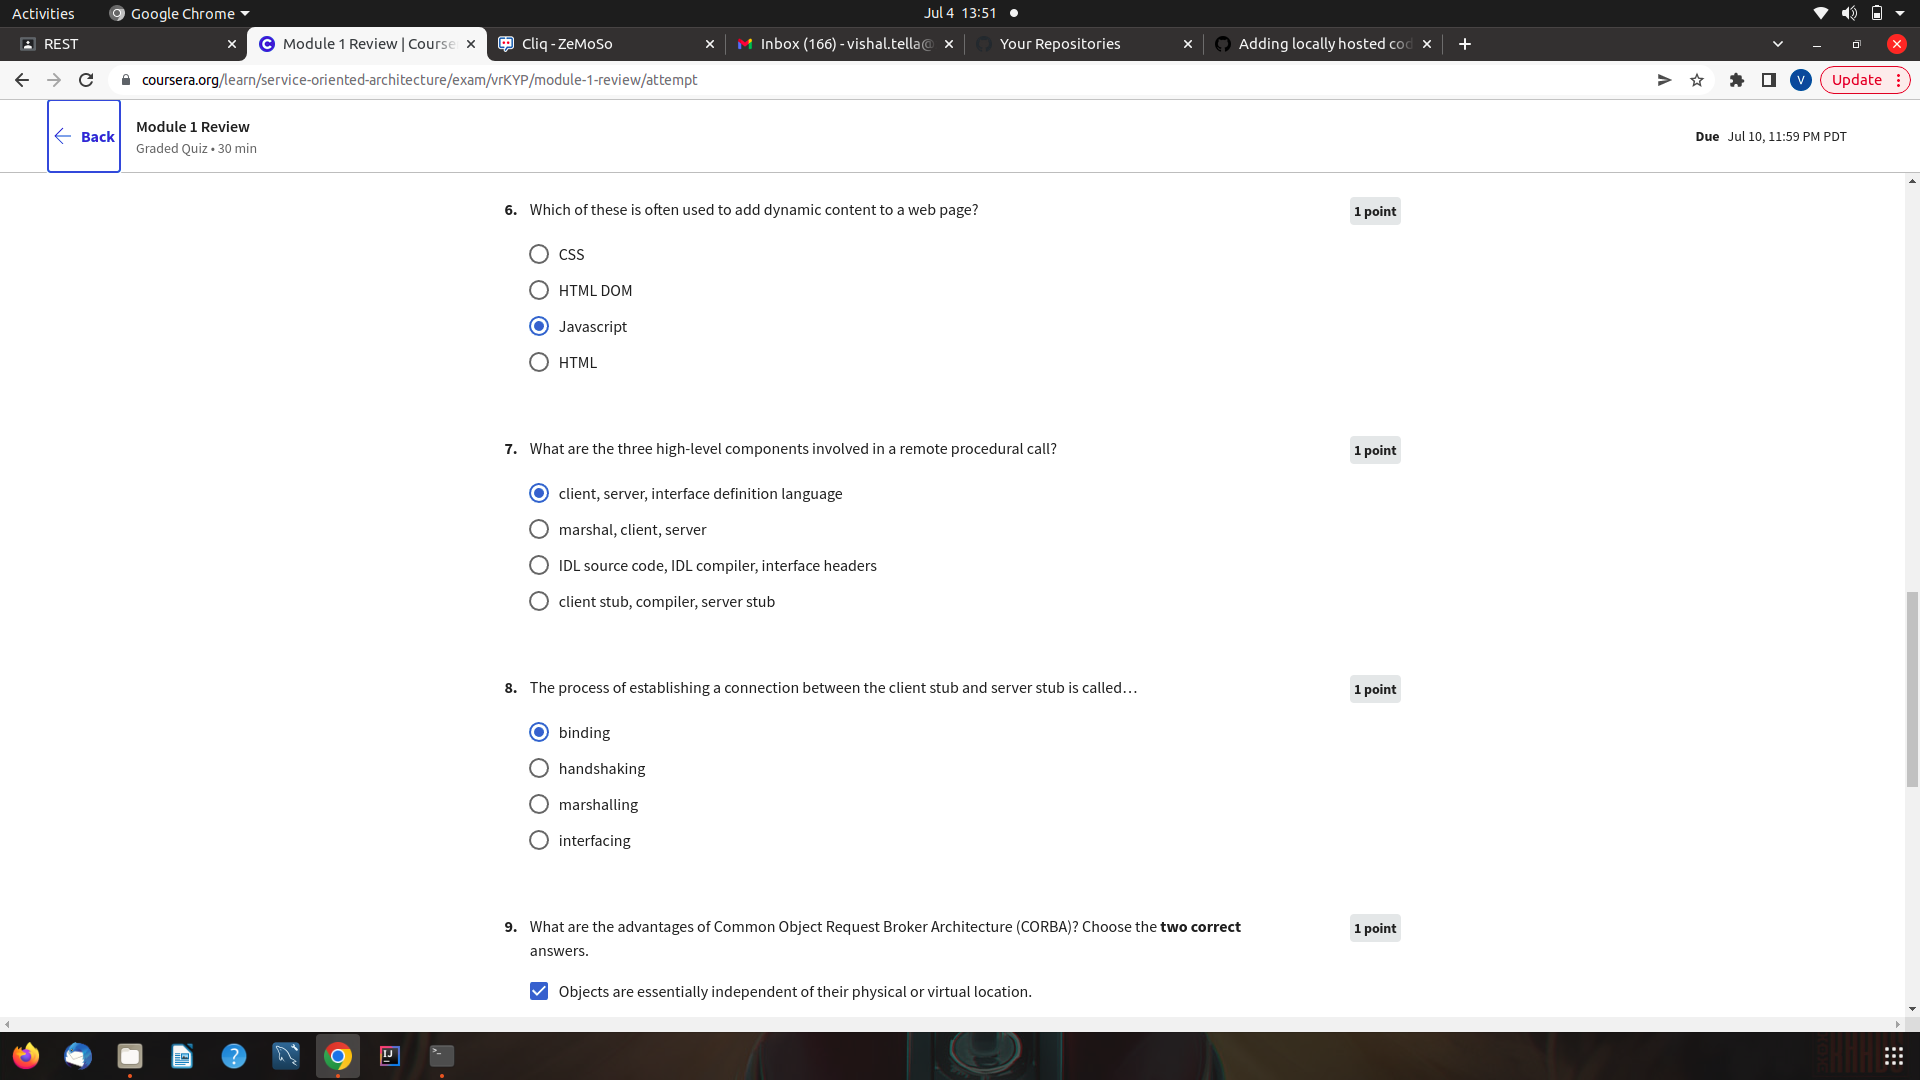 Activities
Google Chrome
Jul 4 13:51
REST
Module 1 Review | Course
Cliq - ZeMoSo
Inbox (166) - vishal.tella@
Your Repositories
Adding locally hosted cod
coursera.org/learn/service-oriented-architecture/exam/vrKYP/module-1-review/attempt
V
Update
Back
Module 1 Review
Graded Quiz • 30 min
Due Jul 10, 11:59 PM PDT
6. Which of these is often used to add dynamic content to a web page?
1 point
CSS
HTML DOM
Javascript
HTML
7. What are the three high-level components involved in a remote procedural call?
1 point
client, server, interface definition language
marshal, client, server
IDL source code, IDL compiler, interface headers
client stub, compiler, server stub
8. The process of establishing a connection between the client stub and server stub is called…
1 point
binding
handshaking
marshalling
interfacing
9. What are the advantages of Common Object Request Broker Architecture (CORBA)? Choose the two correct
answers.
1 point
Objects are essentially independent of their physical or virtual location.
?
IJ
>_